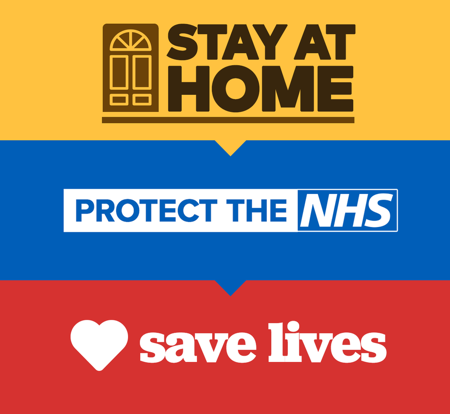 STAY AT
HOME
PROTECT THE NHS
save lives